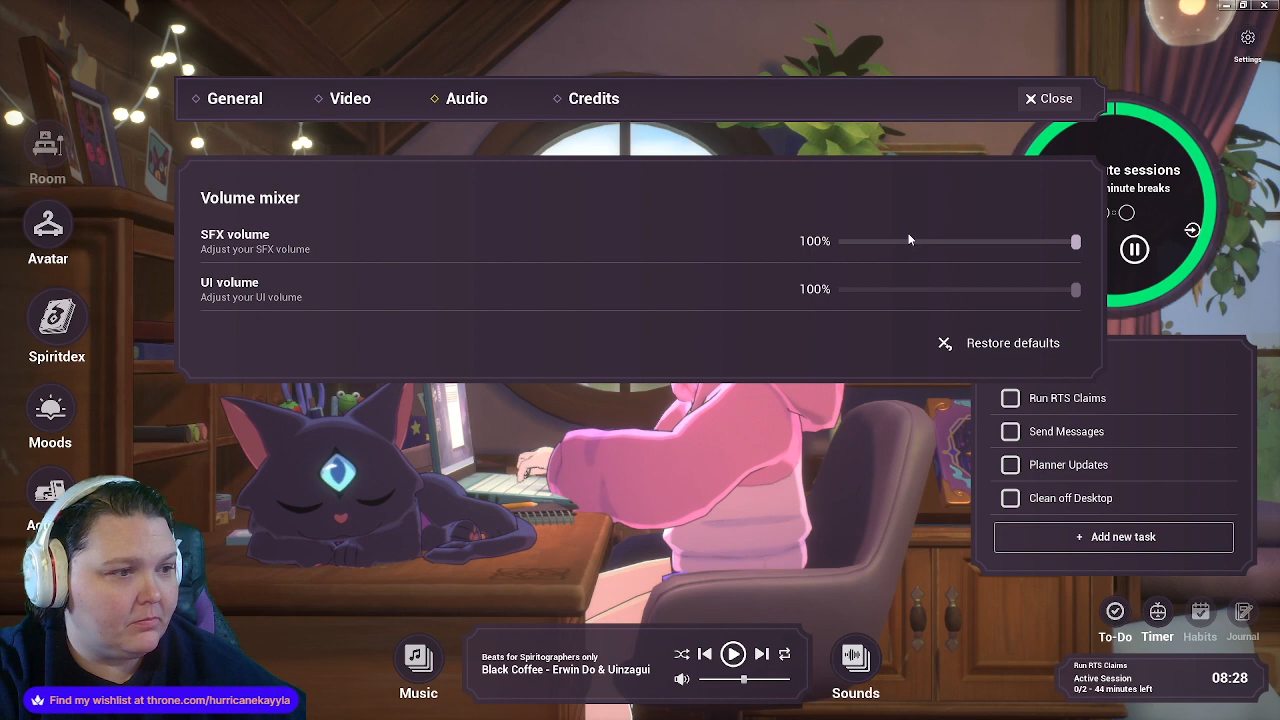 Settings
General
Video
Audio
Credits
Close
Room
Avatar
Spiritdex
Moods
Volume mixer
SFX volume
Adjust your SFX volume
100%
UI volume
Adjust your UI volume
100%
Restore defaults
sessions
breaks
Run RTS Claims
Send Messages
Planner Updates
Clean off Desktop
+ Add new task
To-Do
Timer
Habits
Journal
Music
Beats for Spiritographers only
Black Coffee - Erwin Do & Uinzagui
Sounds
Run RTS Claims
Active Session
0/2 - 44 minutes left
08:28
Find my wishlist at throne.com/hurricanekayyla